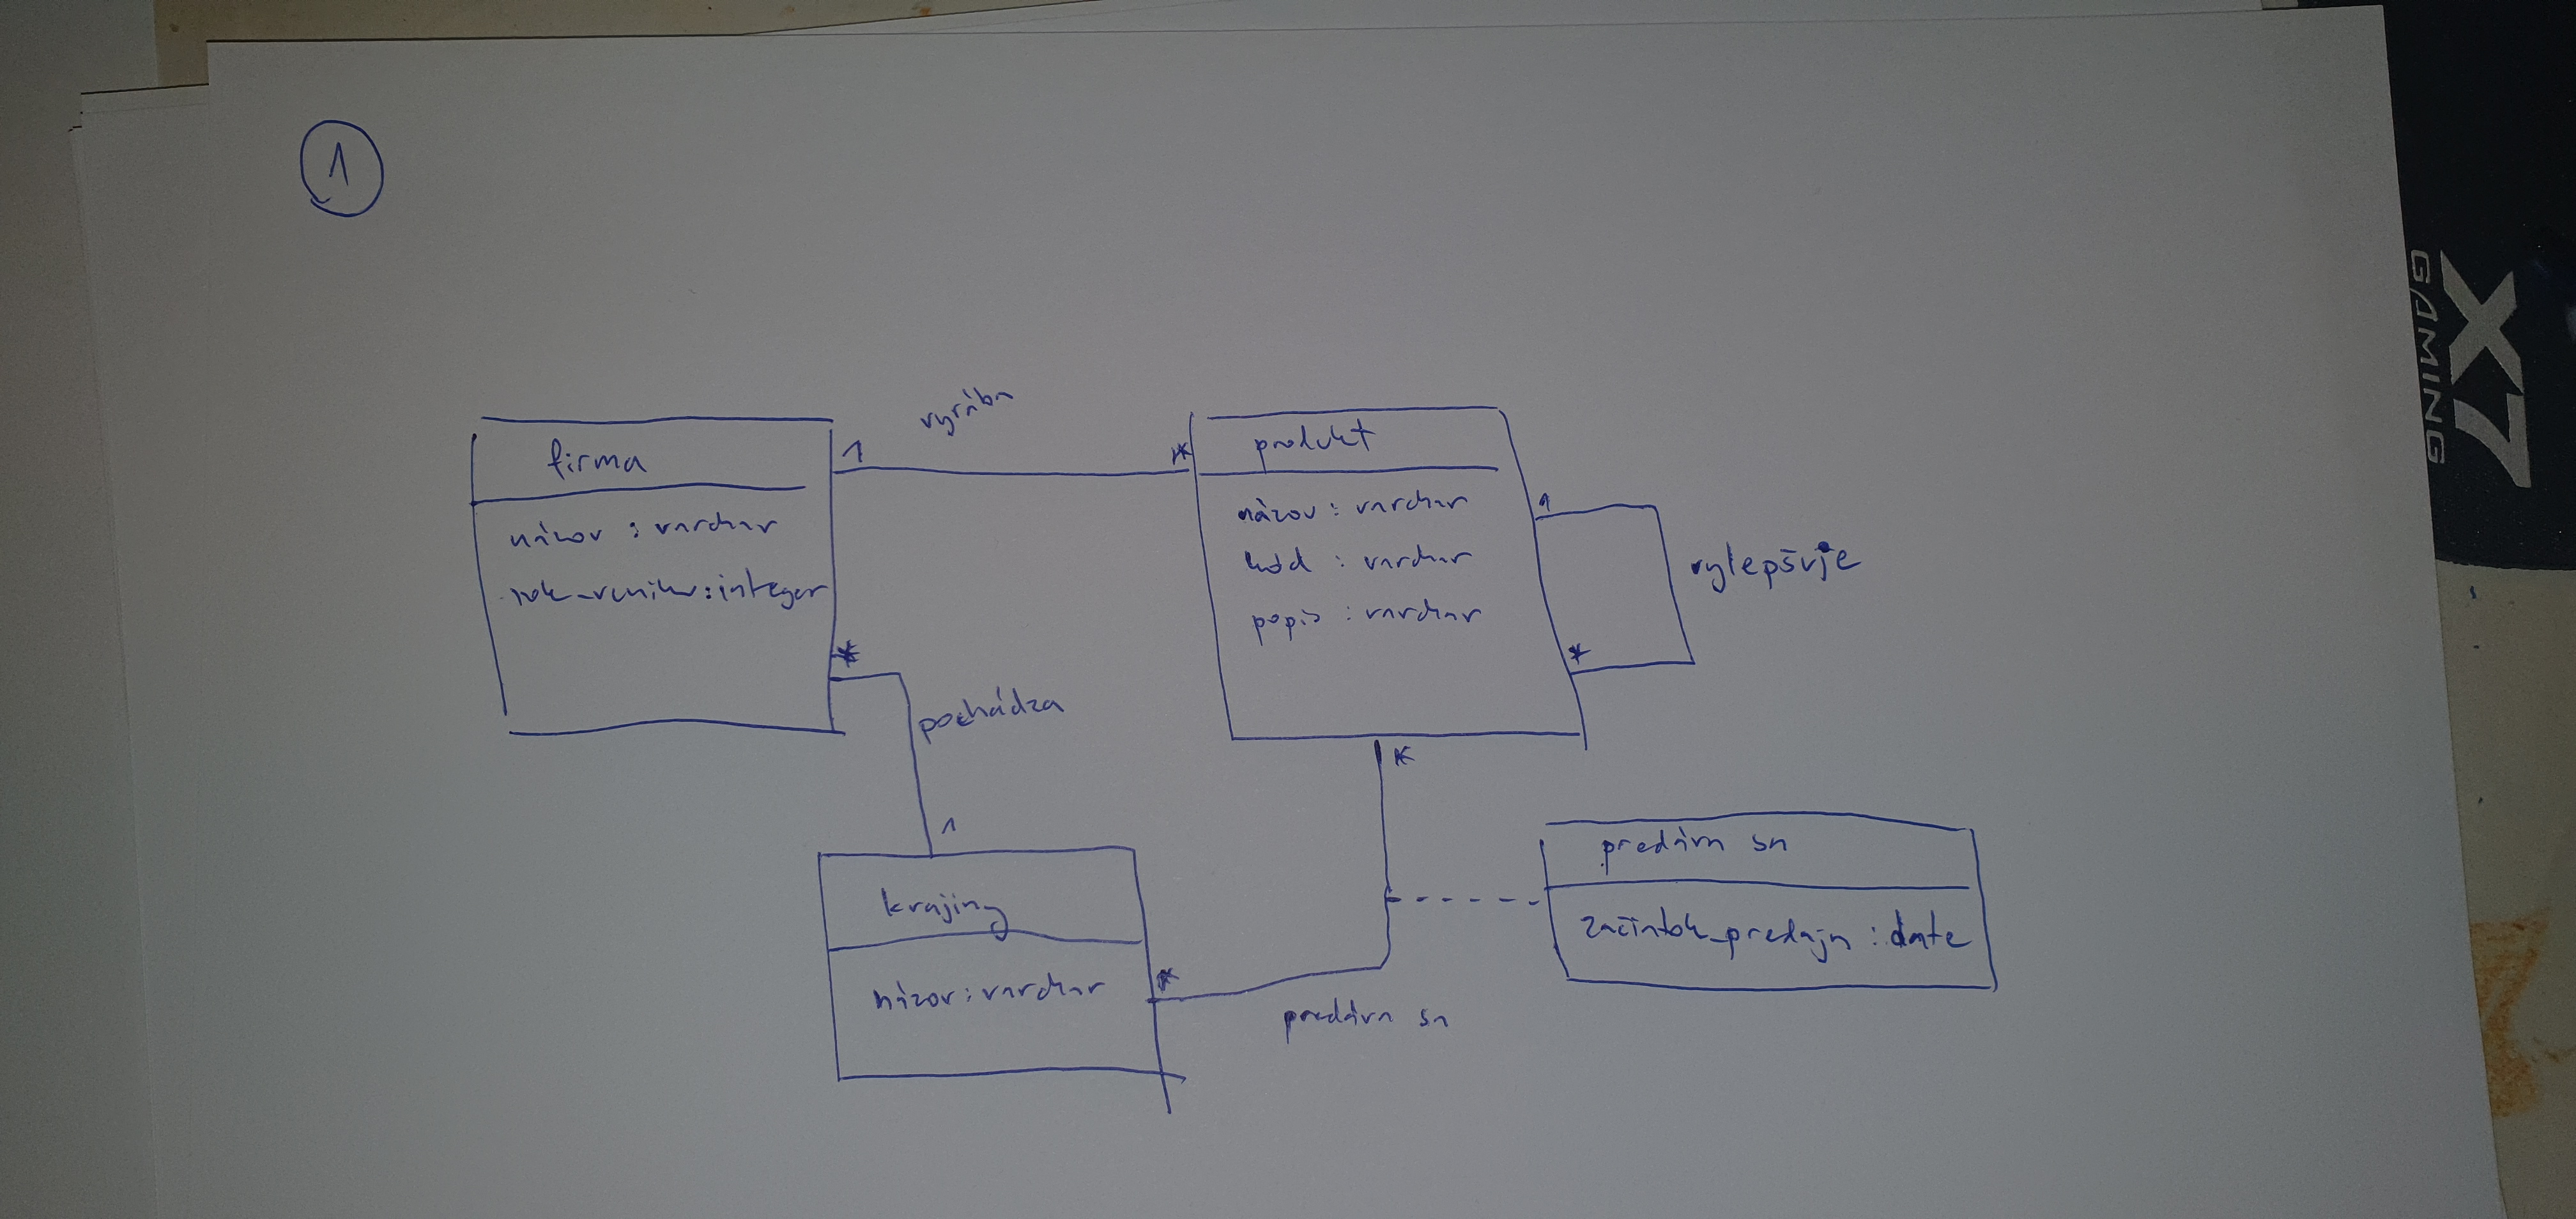 1
firma
názov : varchar
rok_vzniku : integer
1
vyrába
*
produkt
názov : varchar
kód : varchar
popis : varchar
1
*
vylepšuje
*
pochádza
1
krajina
názov : varchar
*
predáva sa
*
predáva sa
začiatok_predaja : date
X7
GAMING